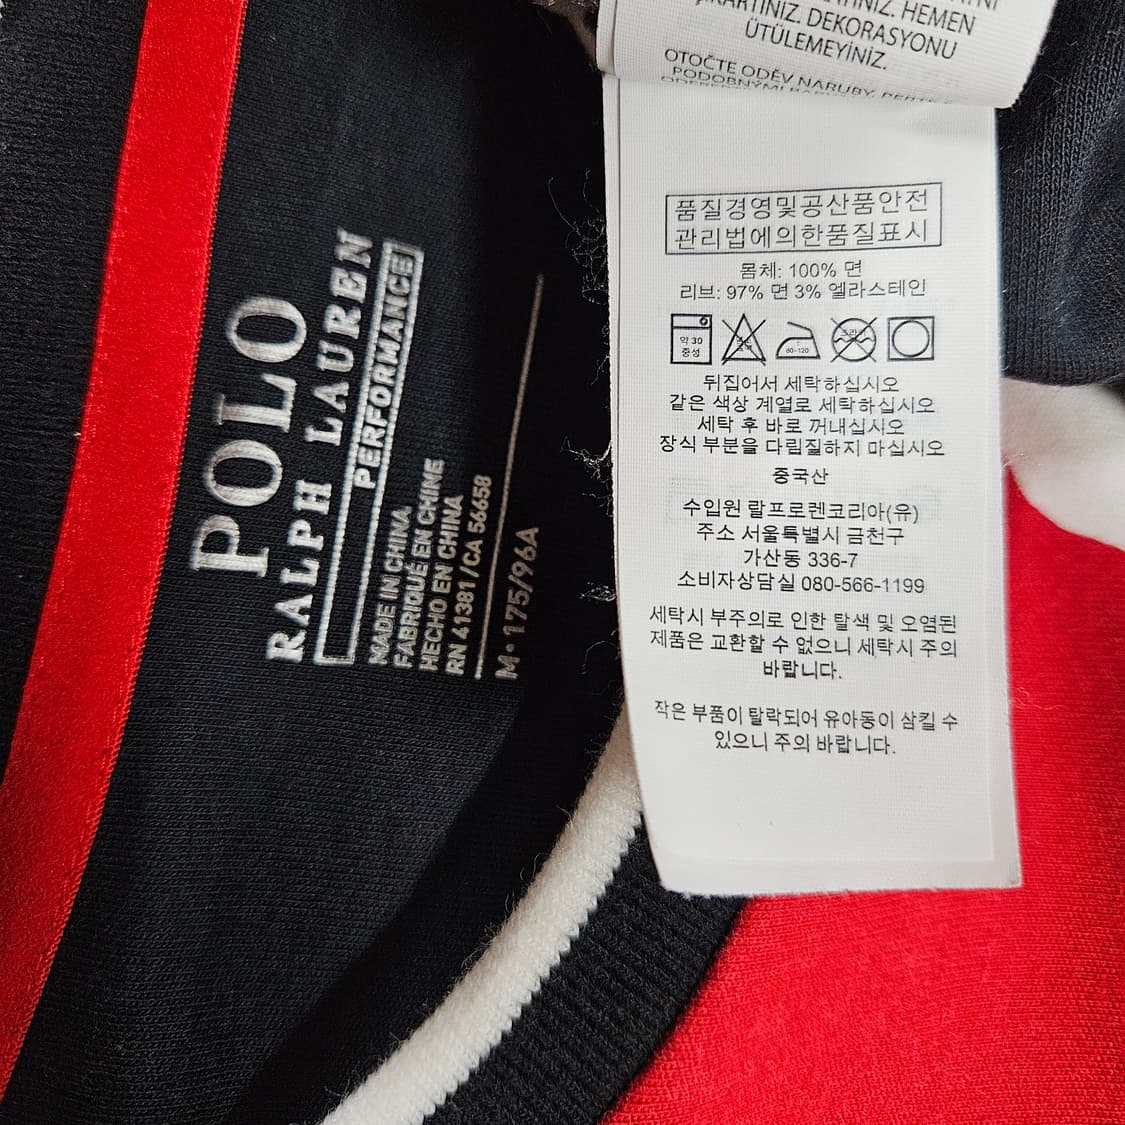 POLO
RALPH LAUREN
PERFORMANCE
MADE IN CHINA
FABRIQUE EN CHINE
HECHO EN CHINA
RN 41381/CA 56658
M·175/96A
HEMEN
DEKORASYONU
ÜTÜLEMEYİNİZ.
OTOČTE ODĚV NARUBY.
품질경영및공산품안전
관리법에의한품질표시
몸체: 100% 면
리브: 97% 면 3% 엘라스테인
약 30
중성
80-120
뒤집어서 세탁하십시오
같은 색상 계열로 세탁하십시오
세탁 후 바로 꺼내십시오
장식 부분을 다림질하지 마십시오
중국산
수입원 랄프로렌코리아(유)
주소 서울특별시 금천구
가산동 336-7
소비자상담실 080-566-1199
세탁시 부주의로 인한 탈색 및 오염된
제품은 교환할 수 없으니 세탁시 주의
바랍니다.
작은 부품이 탈락되어 유아동이 삼킬 수
있으니 주의 바랍니다.